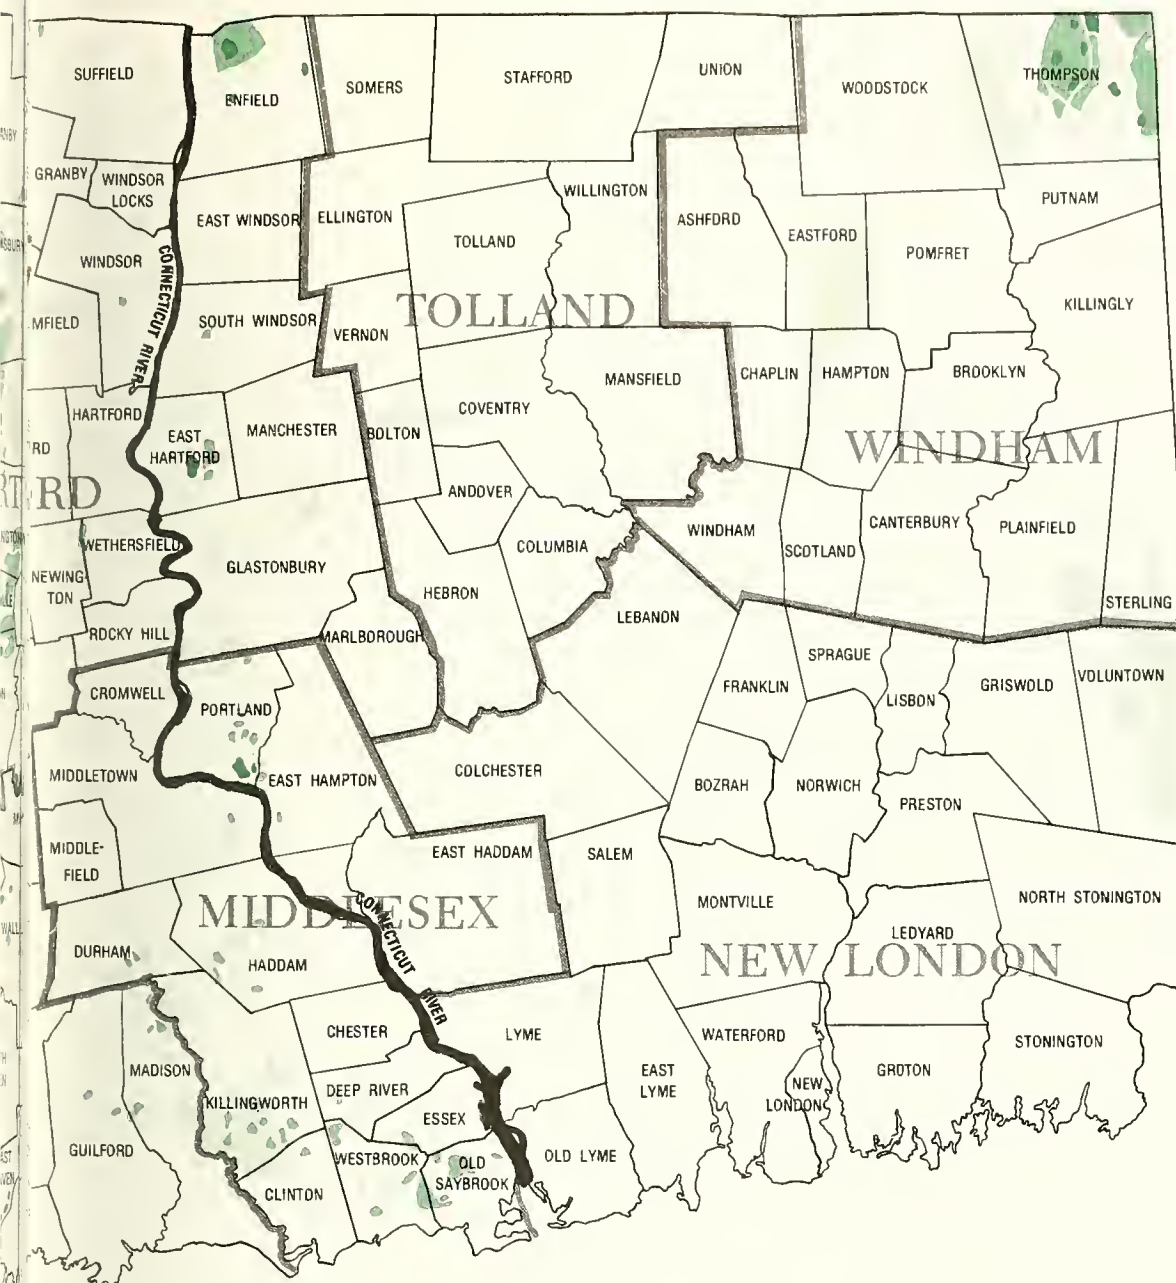 SUFFIELD
ENFIELD
SOMERS
STAFFORD
UNION
WOODSTOCK
THOMPSON
GRANBY
WINDSOR
LOCKS
EAST WINDSOR
ELLINGTON
TOLLAND
WILLINGTON
ASHFORD
EASTFORD
POMFRET
PUTNAM
WINDSOR
CONNECTICUT RIVER
KILLINGLY
MFIELD
SOUTH WINDSOR
VERNON
TOLLAND
MANSFIELD
CHAPLIN
HAMPTON
BROOKLYN
HARTFORD
RD
EAST
HARTFORD
MANCHESTER
BOLTON
COVENTRY
WINDHAM
RD
ANDOVER
WETHERSFIELD
GLASTONBURY
COLUMBIA
WINDHAM
SCOTLAND
CANTERBURY
PLAINFIELD
NEWING-
TON
HEBRON
LEBANON
STERLING
ROCKY HILL
MARLBOROUGH
SPRAGUE
CROMWELL
PORTLAND
FRANKLIN
LISBON
GRISWOLD
VOLUNTOWN
MIDDLETOWN
EAST HAMPTON
COLCHESTER
BOZRAH
NORWICH
PRESTON
MIDDLE-
FIELD
EAST HADDAM
SALEM
MIDDLESEX
MONTVILLE
NORTH STONINGTON
DURHAM
HADDAM
CONNECTICUT RIVER
LEDYARD
NEW LONDON
CHESTER
LYME
WATERFORD
STONINGTON
MADISON
DEEP RIVER
EAST
LYME
NEW
LONDON
GROTON
KILLINGWORTH
ESSEX
GUILFORD
WESTBROOK
OLD
SAYBROOK
OLD LYME
CLINTON